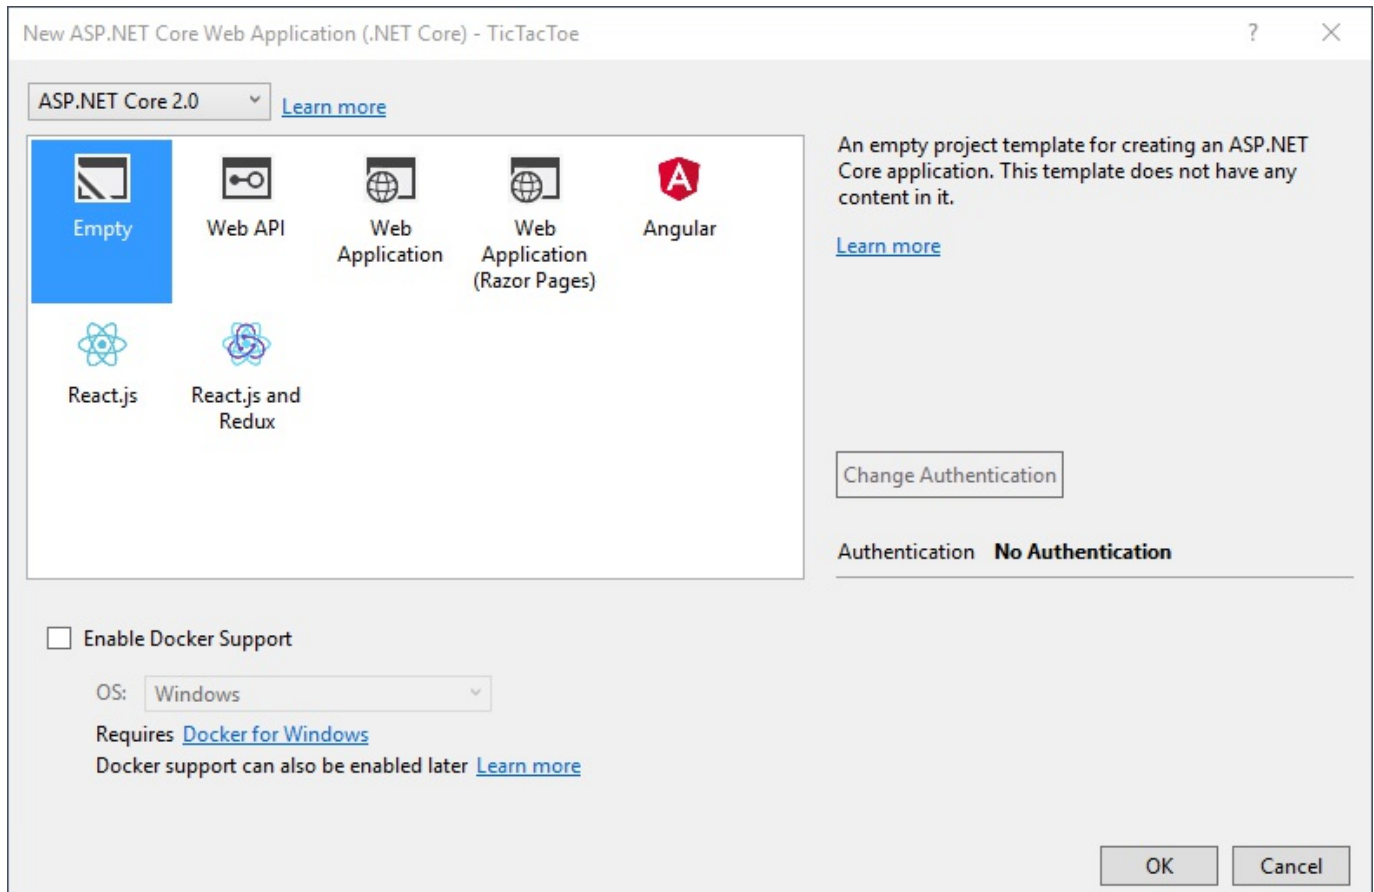 New ASP.NET Core Web Application (.NET Core) - TicTacToe
ASP.NET Core 2.0
Learn more
Empty
Web API
Web
Application
Web
Application
(Razor Pages)
Angular
React.js
React.js and
Redux
An empty project template for creating an ASP.NET
Core application. This template does not have any
content in it.
Learn more
Change Authentication
Authentication No Authentication
Enable Docker Support
OS: Windows
Requires Docker for Windows
Docker support can also be enabled later Learn more
OK
Cancel